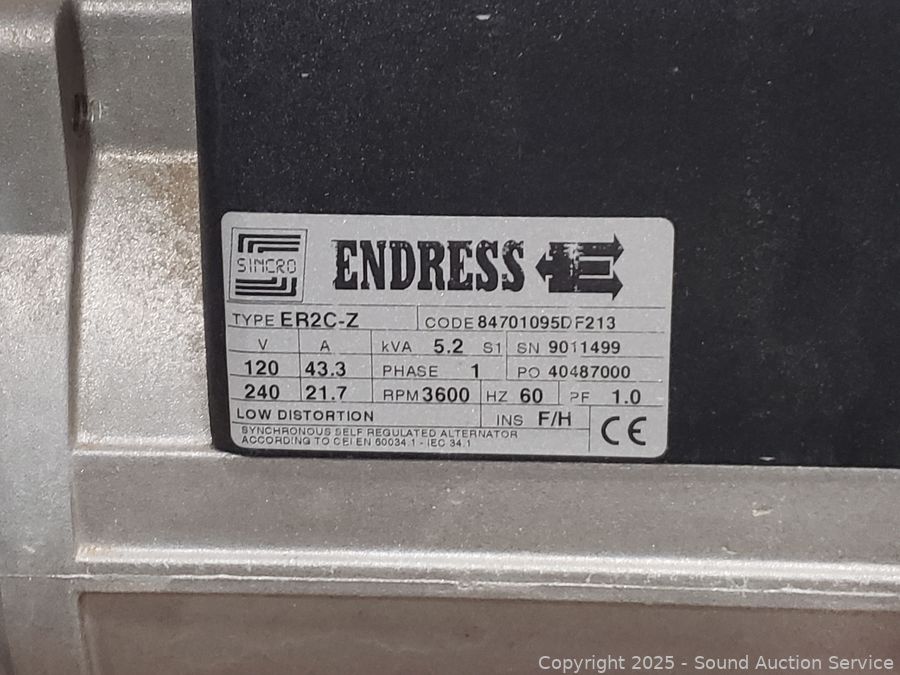 SINCRO
ENDRESS E
TYPE ER2C-Z CODE 84701095DF213
V A kVA 5.2 S1 SN 9011499
120 43.3 PHASE 1 PO 40487000
240 21.7 RPM 3600 HZ 60 PF 1.0
LOW DISTORTION INS F/H CE
SYNCHRONOUS SELF REGULATED ALTERNATOR
ACCORDING TO CEI EN 60034.1 - IEC 34.1
Copyright © 2025 - Sound Auction Service